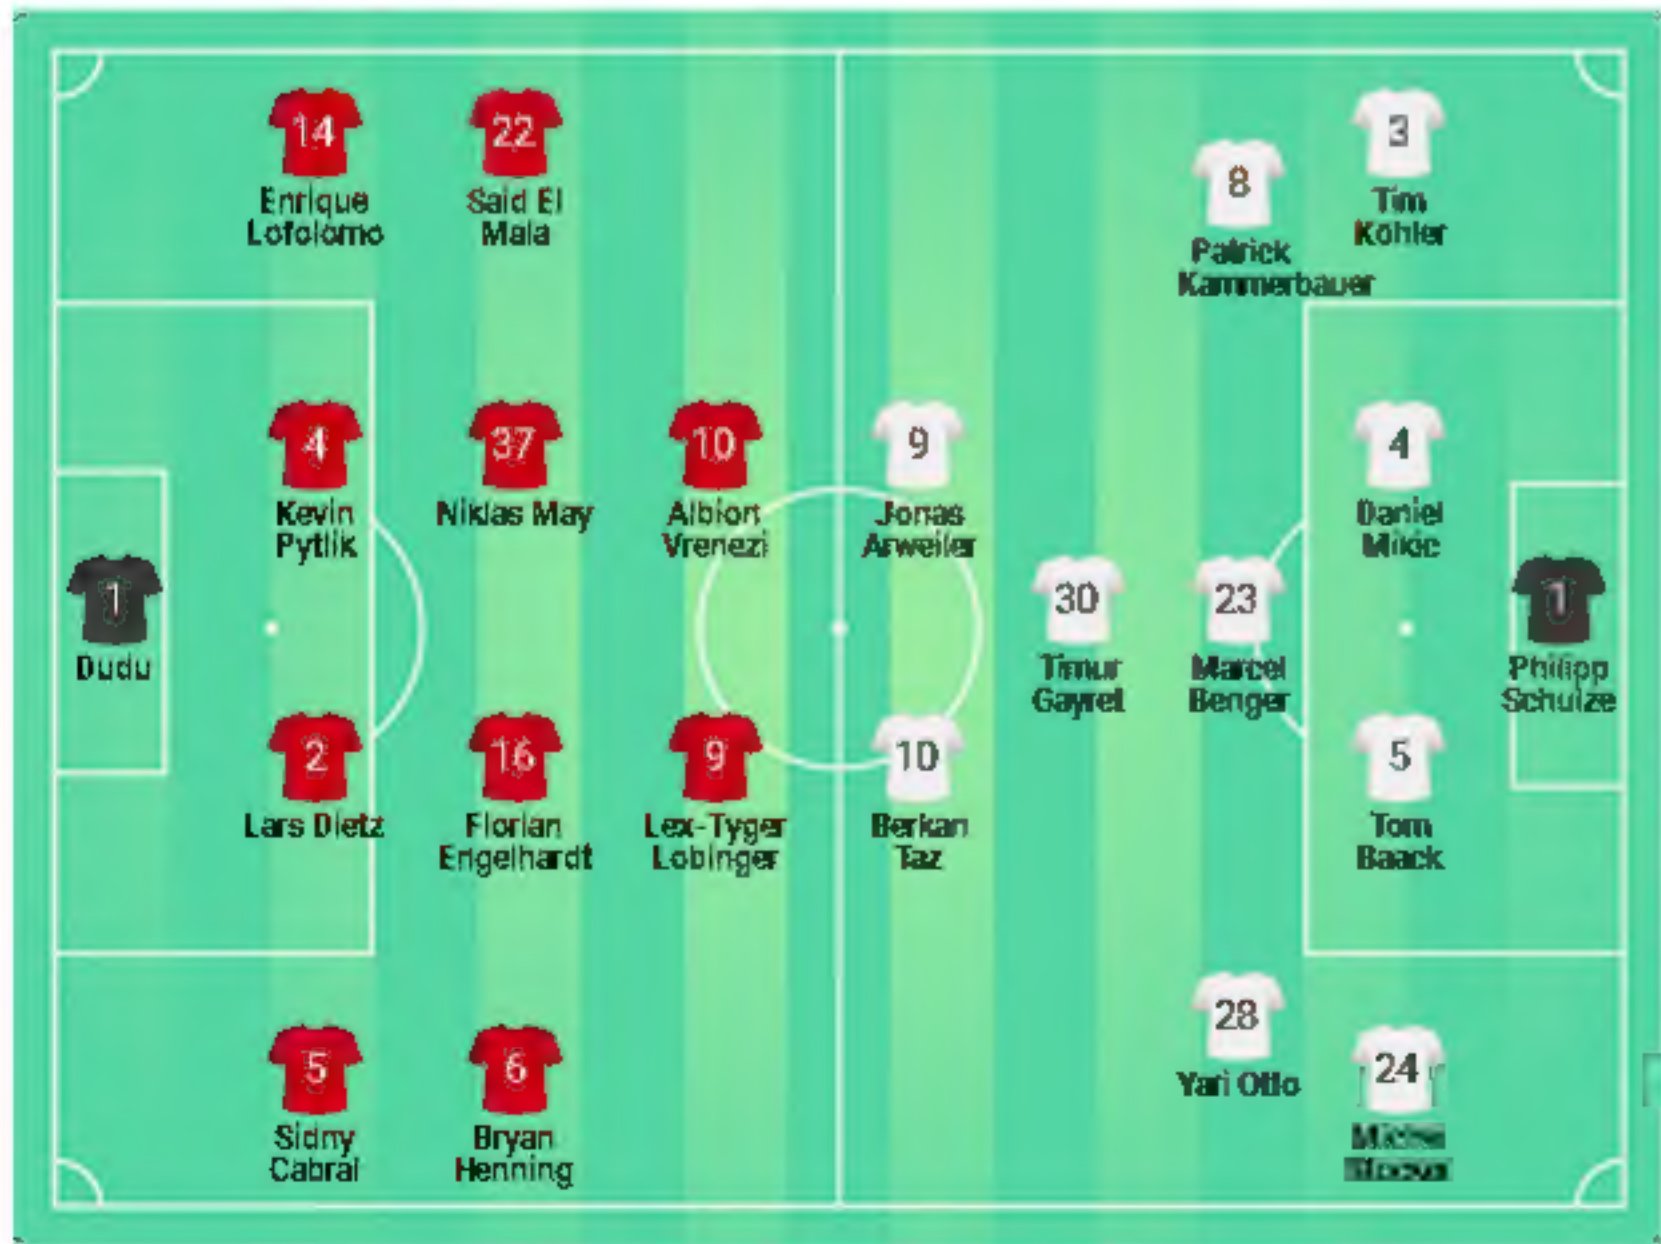 14
Enrique
Lofolomo
22
Said El
Mala
4
Kevin
Pytlik
37
Niklas May
10
Albion
Vrenezi
1
Dudu
2
Lars Dietz
16
Florian
Engelhardt
9
Lex-Tyger
Lobinger
5
Sidny
Cabral
6
Bryan
Henning
3
Tim
Köhler
8
Patrick
Kammerbauer
9
Jonas
Arweiler
4
Daniel
Mikic
30
Timur
Gayret
23
Marcel
Benger
1
Philipp
Schulze
10
Berkan
Taz
5
Tom
Baack
28
Yari Otto
24